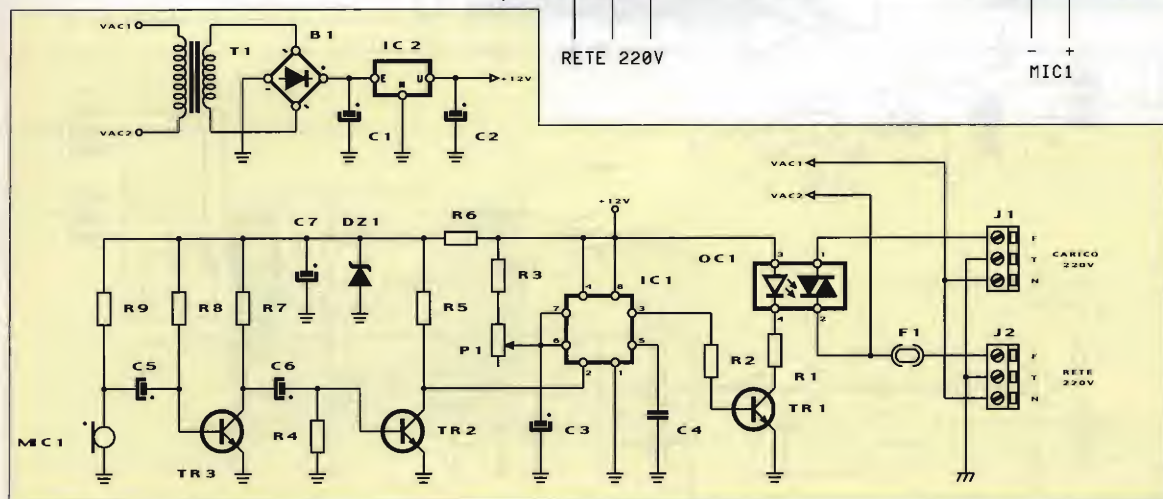 RETE 220V
- +
MIC1
VAC1
T1
B1
IC2
E M U
+12V
VAC2
C1
C2
VAC1
VAC2
+12V
C7
DZ1
R6
R3
IC1
OC1
3 1
J1
F
T
N
CARICO
220V
R9
R8
R7
R5
4 8
7
3
P1
6
5
4 2
F1
J2
F
T
N
RETE
220V
C5
C6
2 1
R2
R1
MIC1
R4
TR2
C3
C4
TR1
TR3